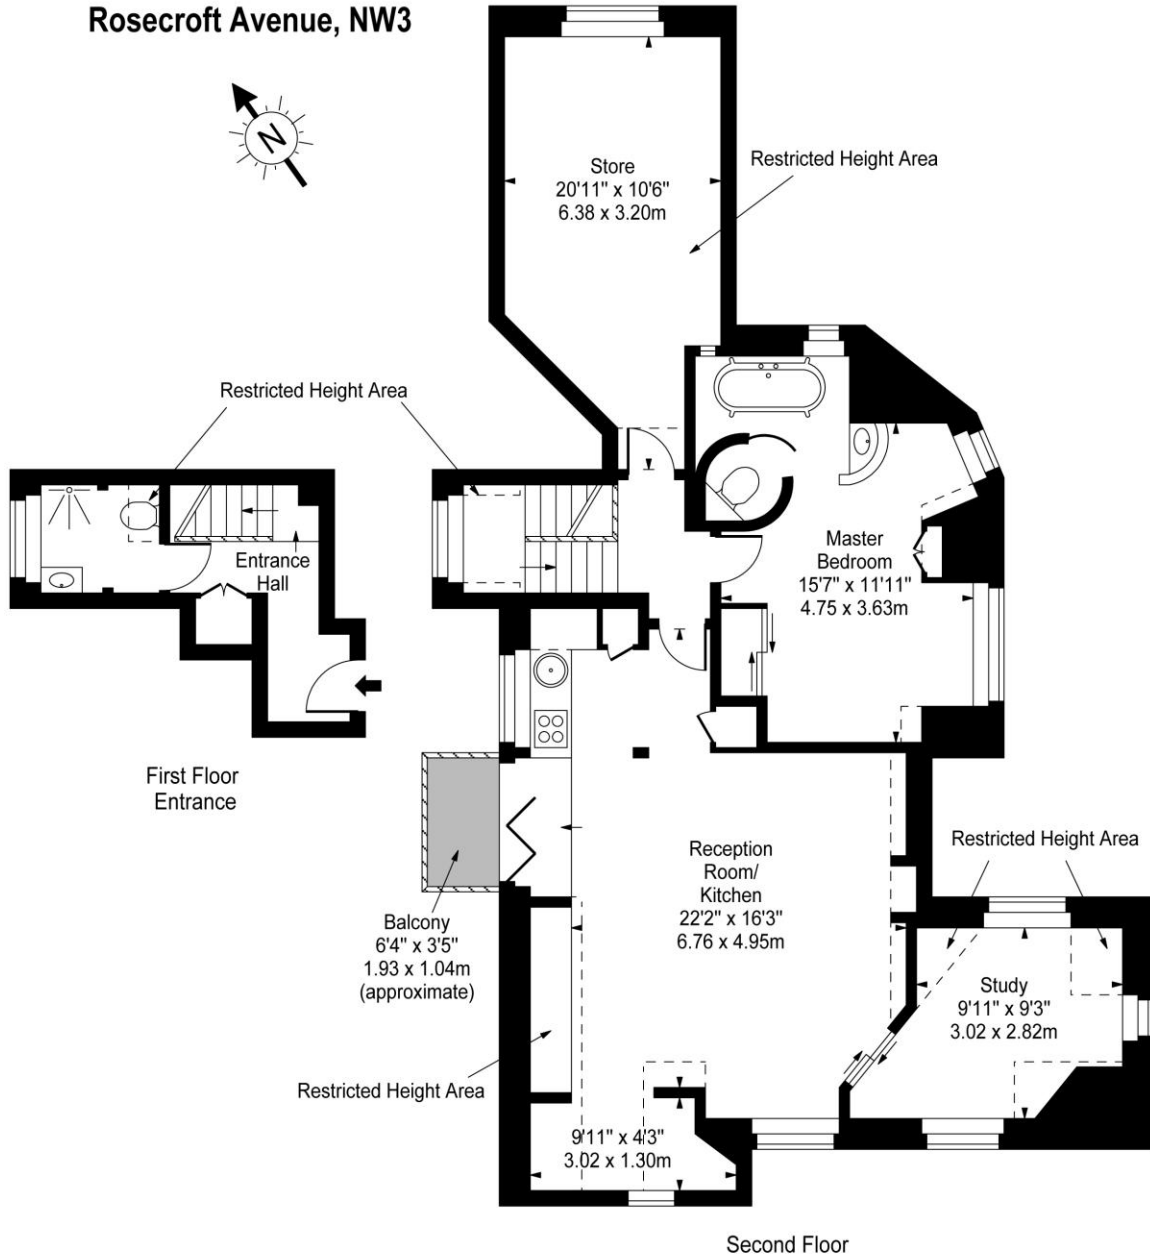 Rosecroft Avenue, NW3
N
Store
20'11" x 10'6"
6.38 x 3.20m
Restricted Height Area
Restricted Height Area
Entrance
Hall
Master
Bedroom
15'7" x 11'11"
4.75 x 3.63m
First Floor
Entrance
Balcony
6'4" x 3'5"
1.93 x 1.04m
(approximate)
Reception
Room/
Kitchen
22'2" x 16'3"
6.76 x 4.95m
Restricted Height Area
Study
9'11" x 9'3"
3.02 x 2.82m
Restricted Height Area
9'11" x 4'3"
3.02 x 1.30m
Second Floor